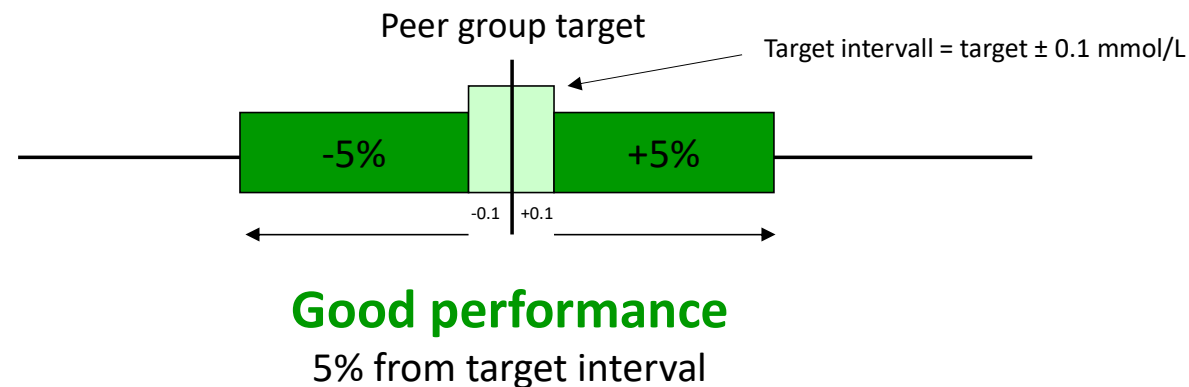 Peer group target
Target intervall = target ± 0.1 mmol/L
-5%
+5%
-0.1
+0.1
Good performance
5% from target interval